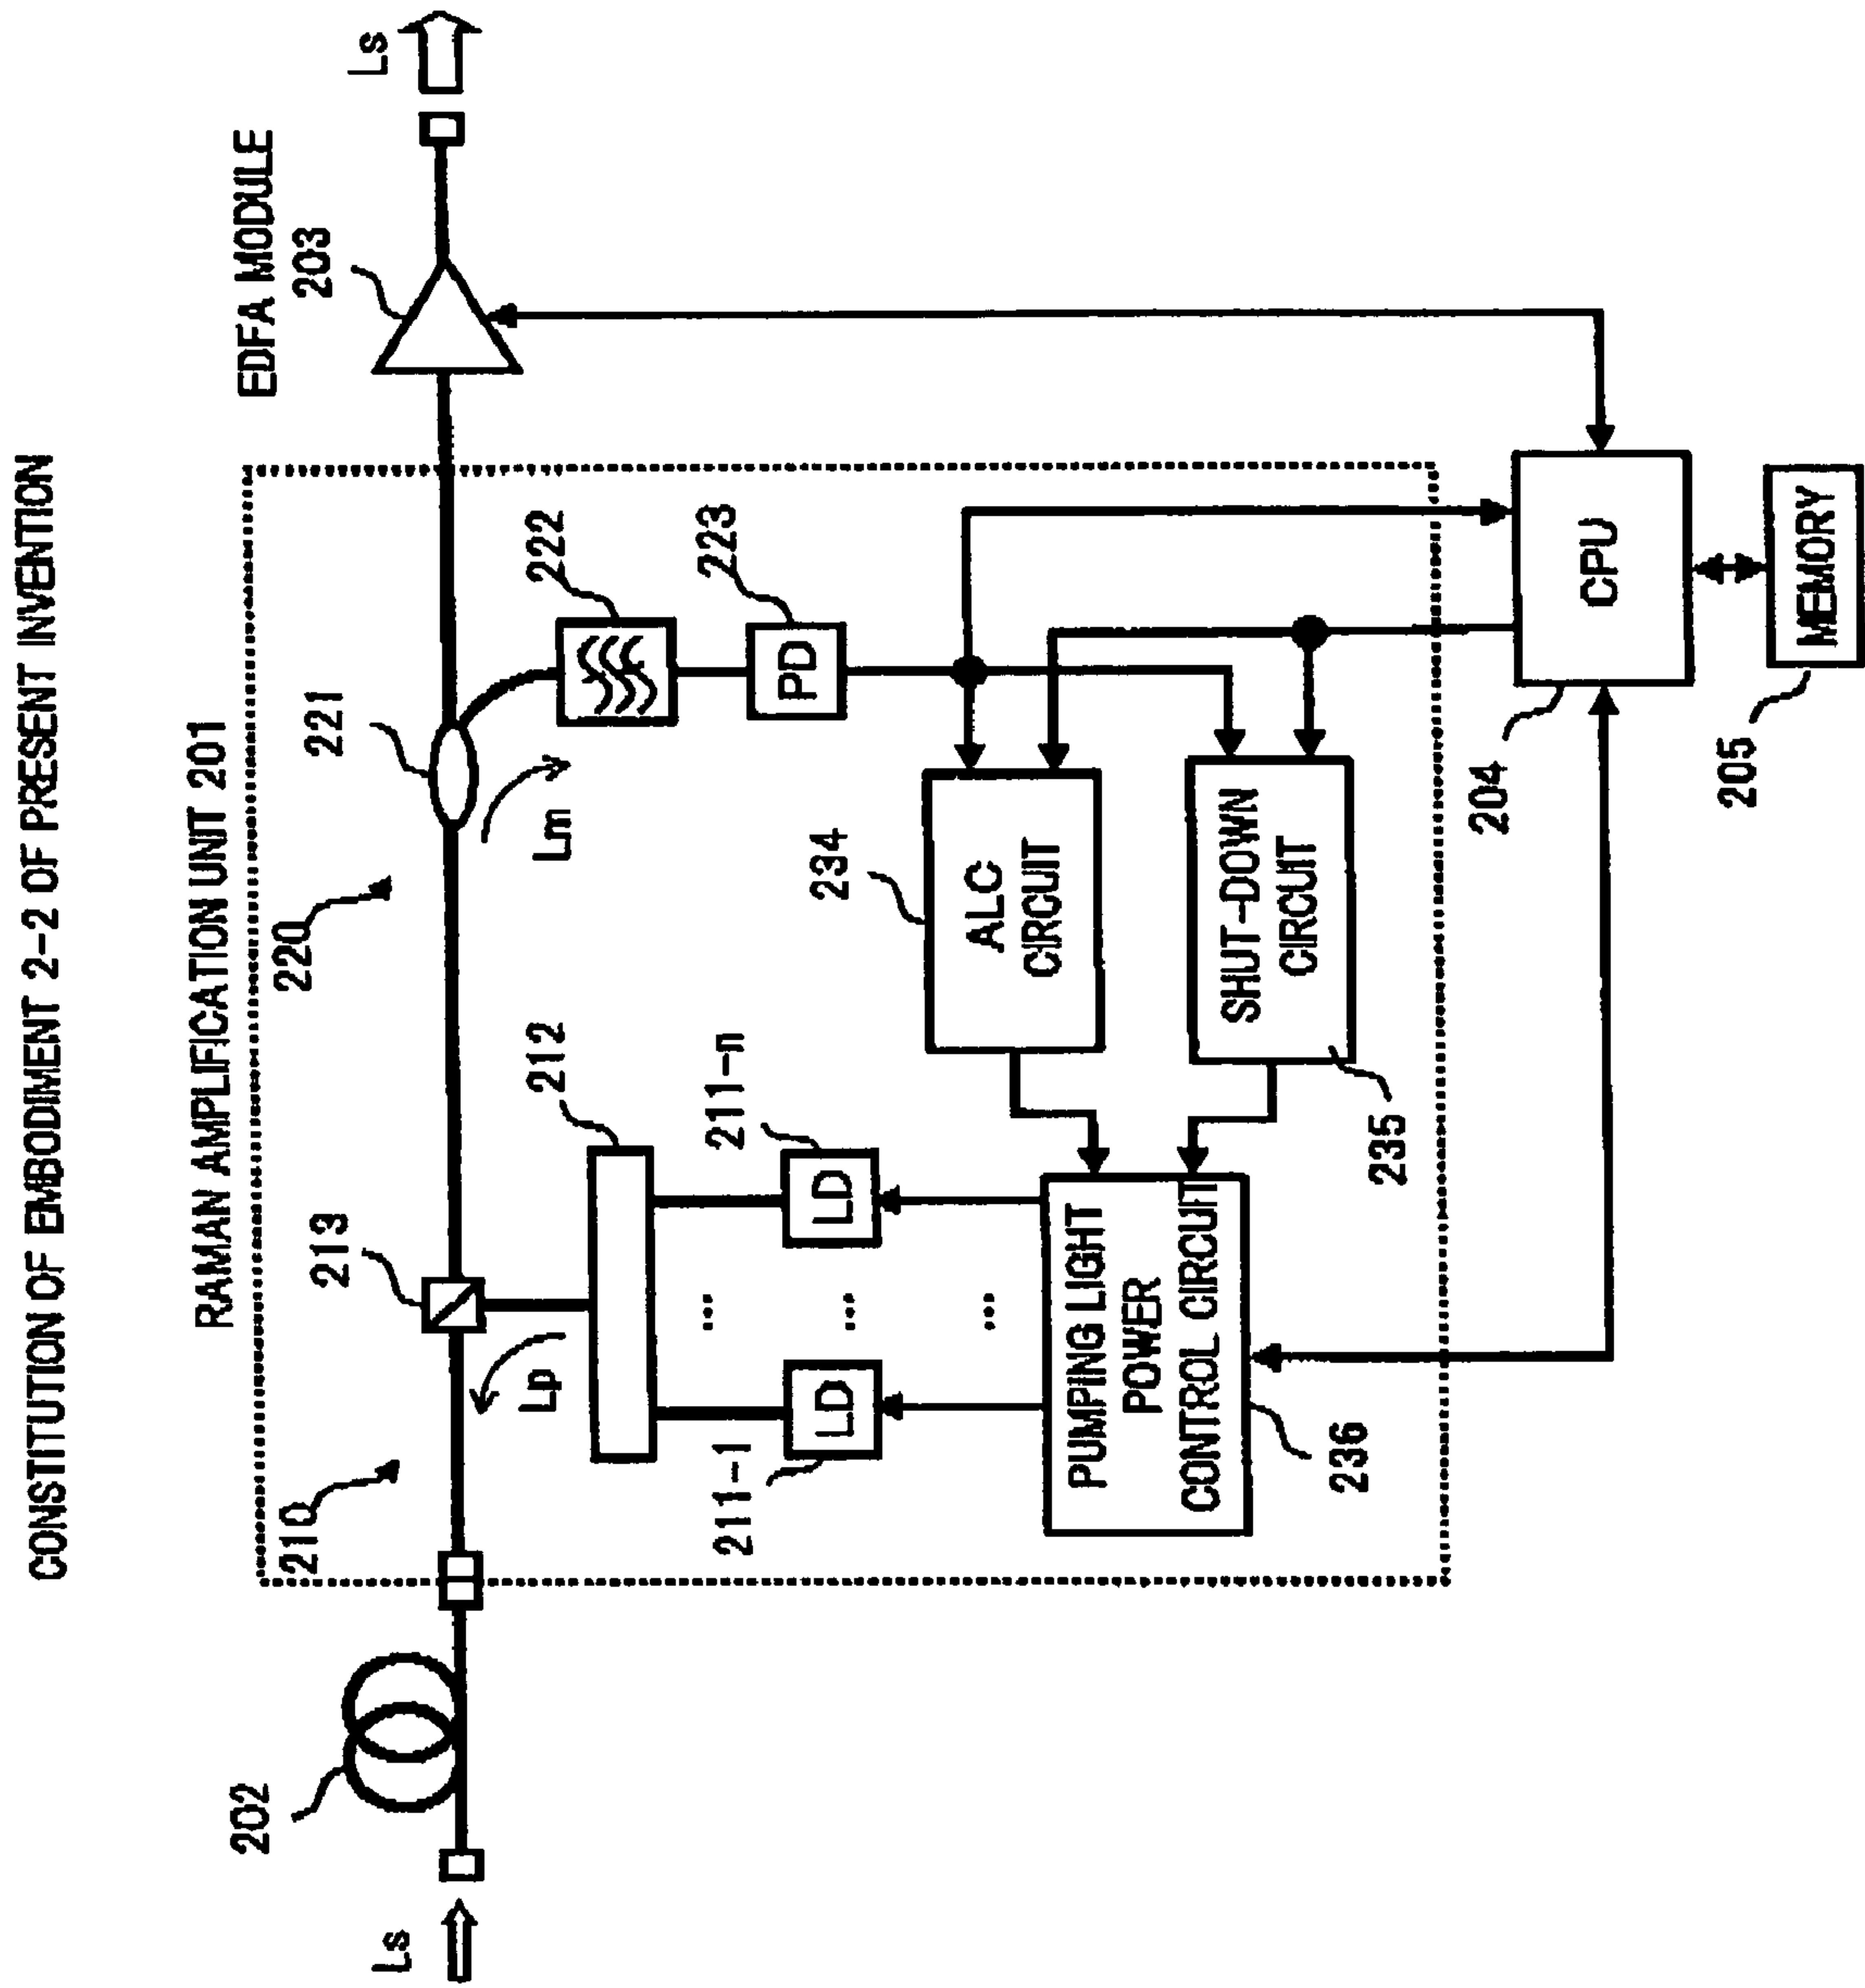 CONSTITUTION OF EMBODIMENT 2-2 OF PRESENT INVENTION
RAMAN AMPLIFICATION UNIT 201
EDFA MODULE
203
Ls
Ls
202
210
213
220
221
Lp
Lm
212
222
211-1
LD
...
211-n
LD
...
...
223
PD
234
ALC
CIRCUIT
PUMPING LIGHT
POWER
CONTROL CIRCUIT
236
SHUT-DOWN
CIRCUIT
235
204
CPU
205
MEMORY